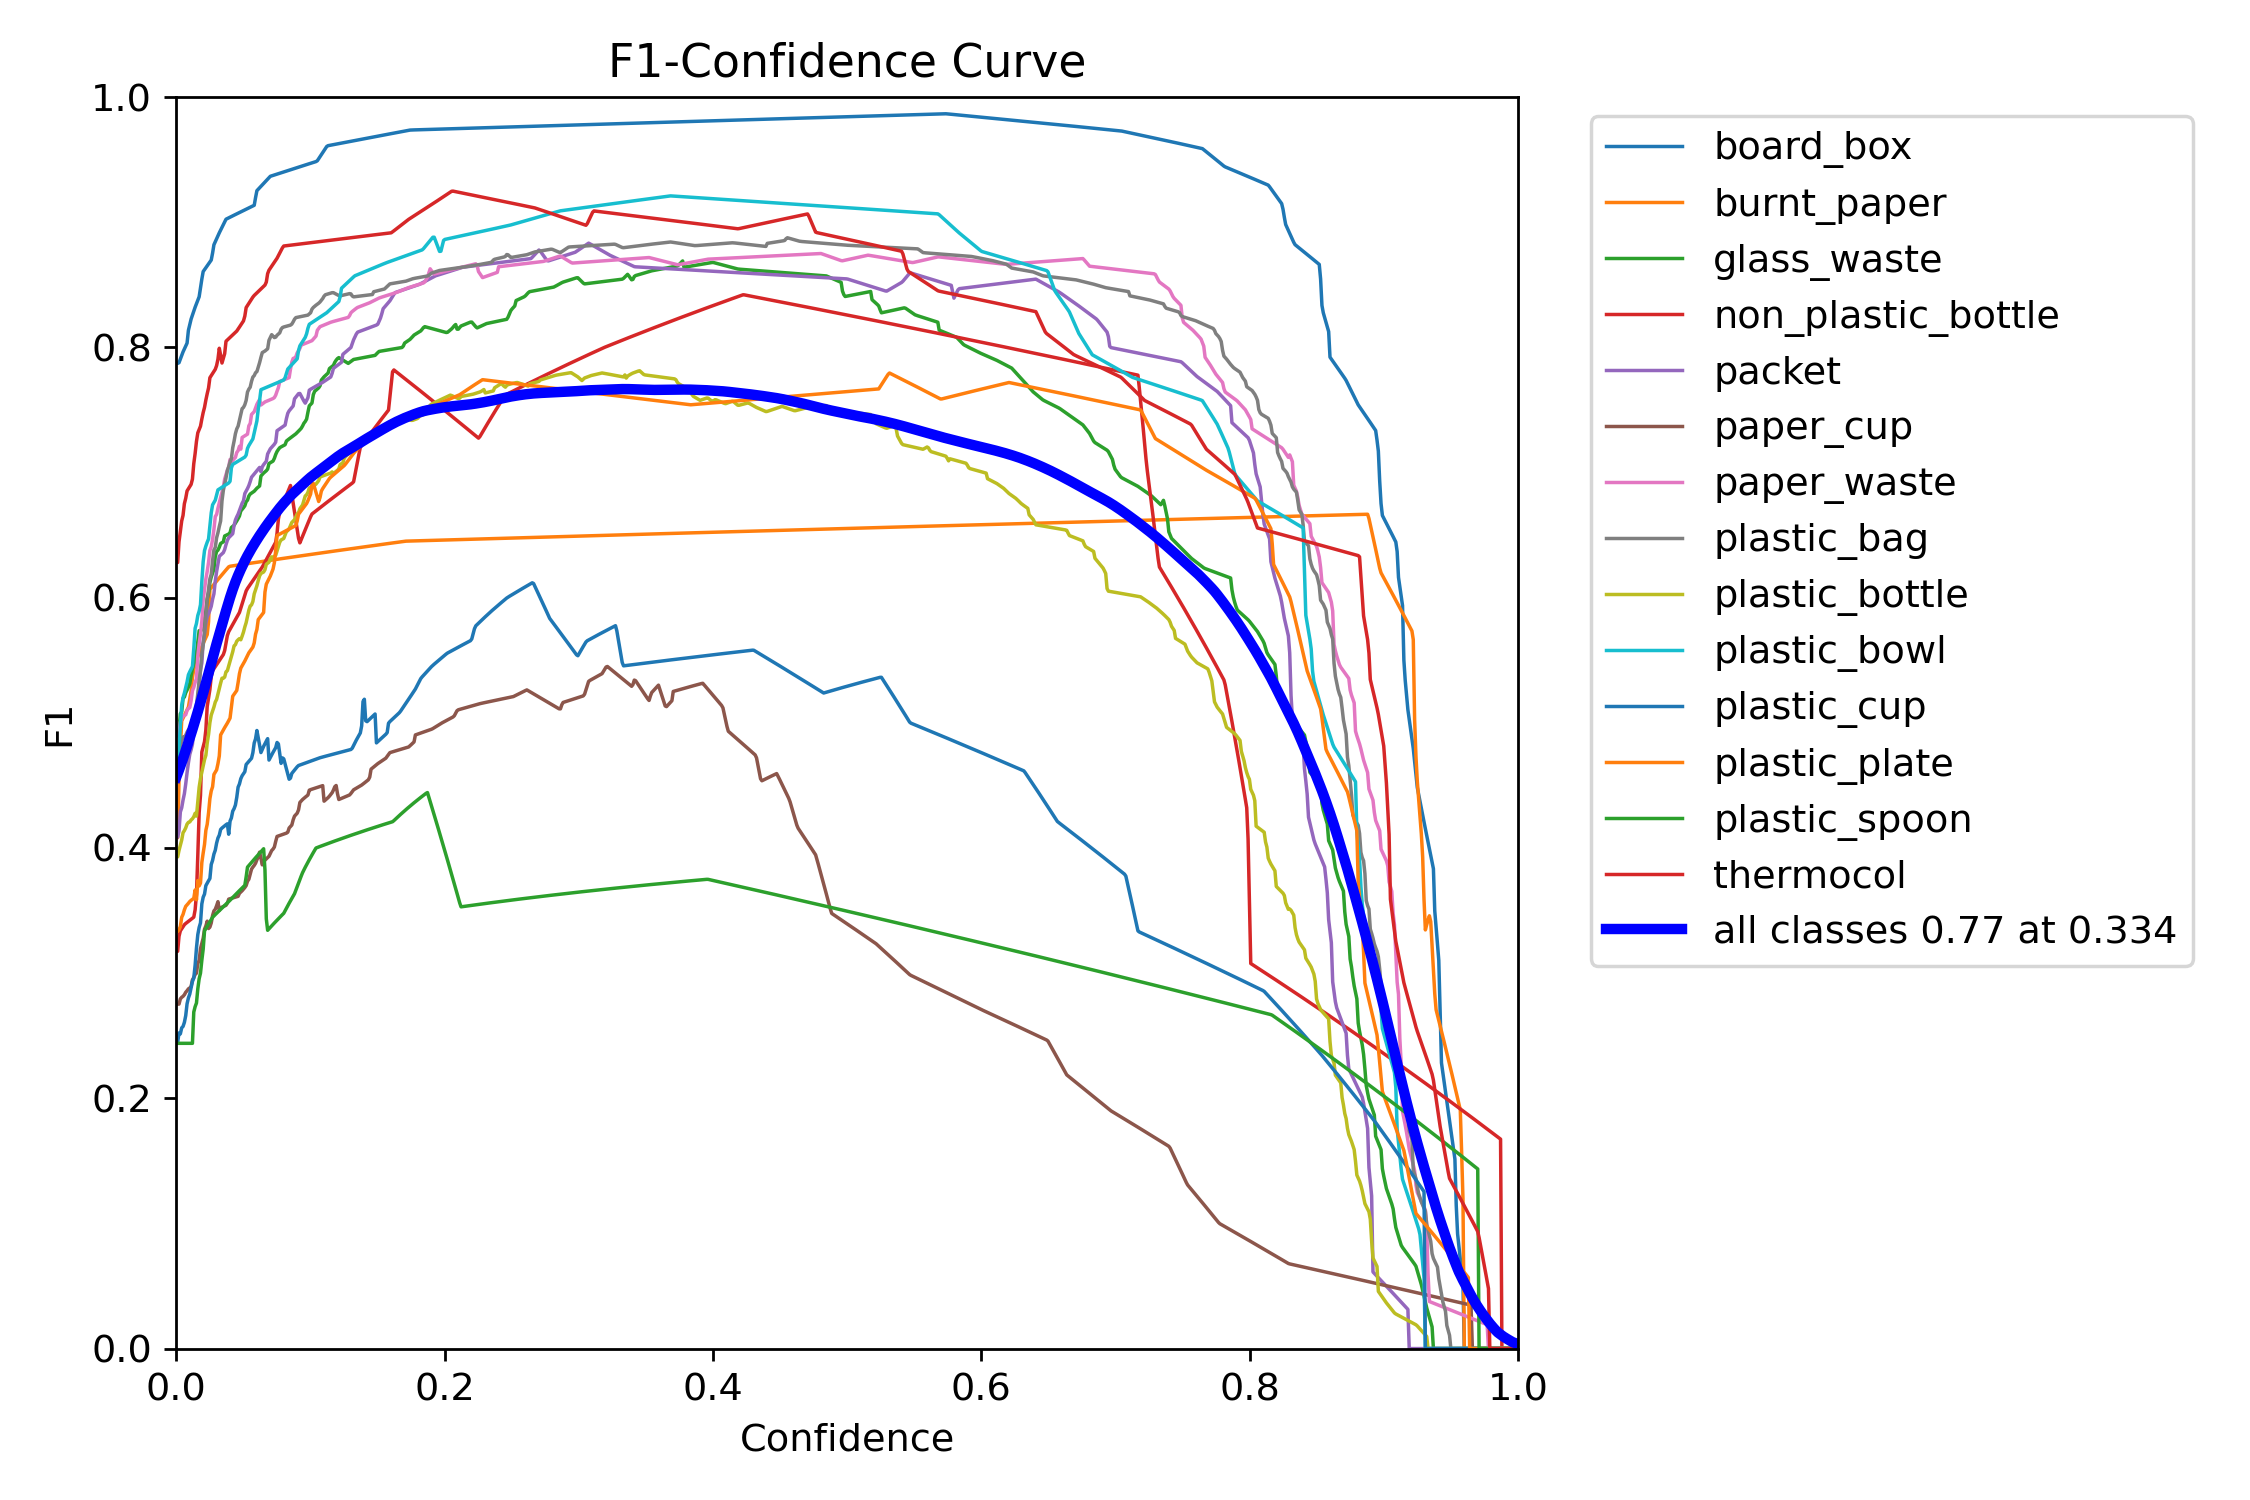 F1-Confidence Curve
1.0
0.8
0.6
0.4
0.2
0.0
F1
0.0 0.2 0.4 0.6 0.8 1.0
Confidence
board_box
burnt_paper
glass_waste
non_plastic_bottle
packet
paper_cup
paper_waste
plastic_bag
plastic_bottle
plastic_bowl
plastic_cup
plastic_plate
plastic_spoon
thermocol
all classes 0.77 at 0.334